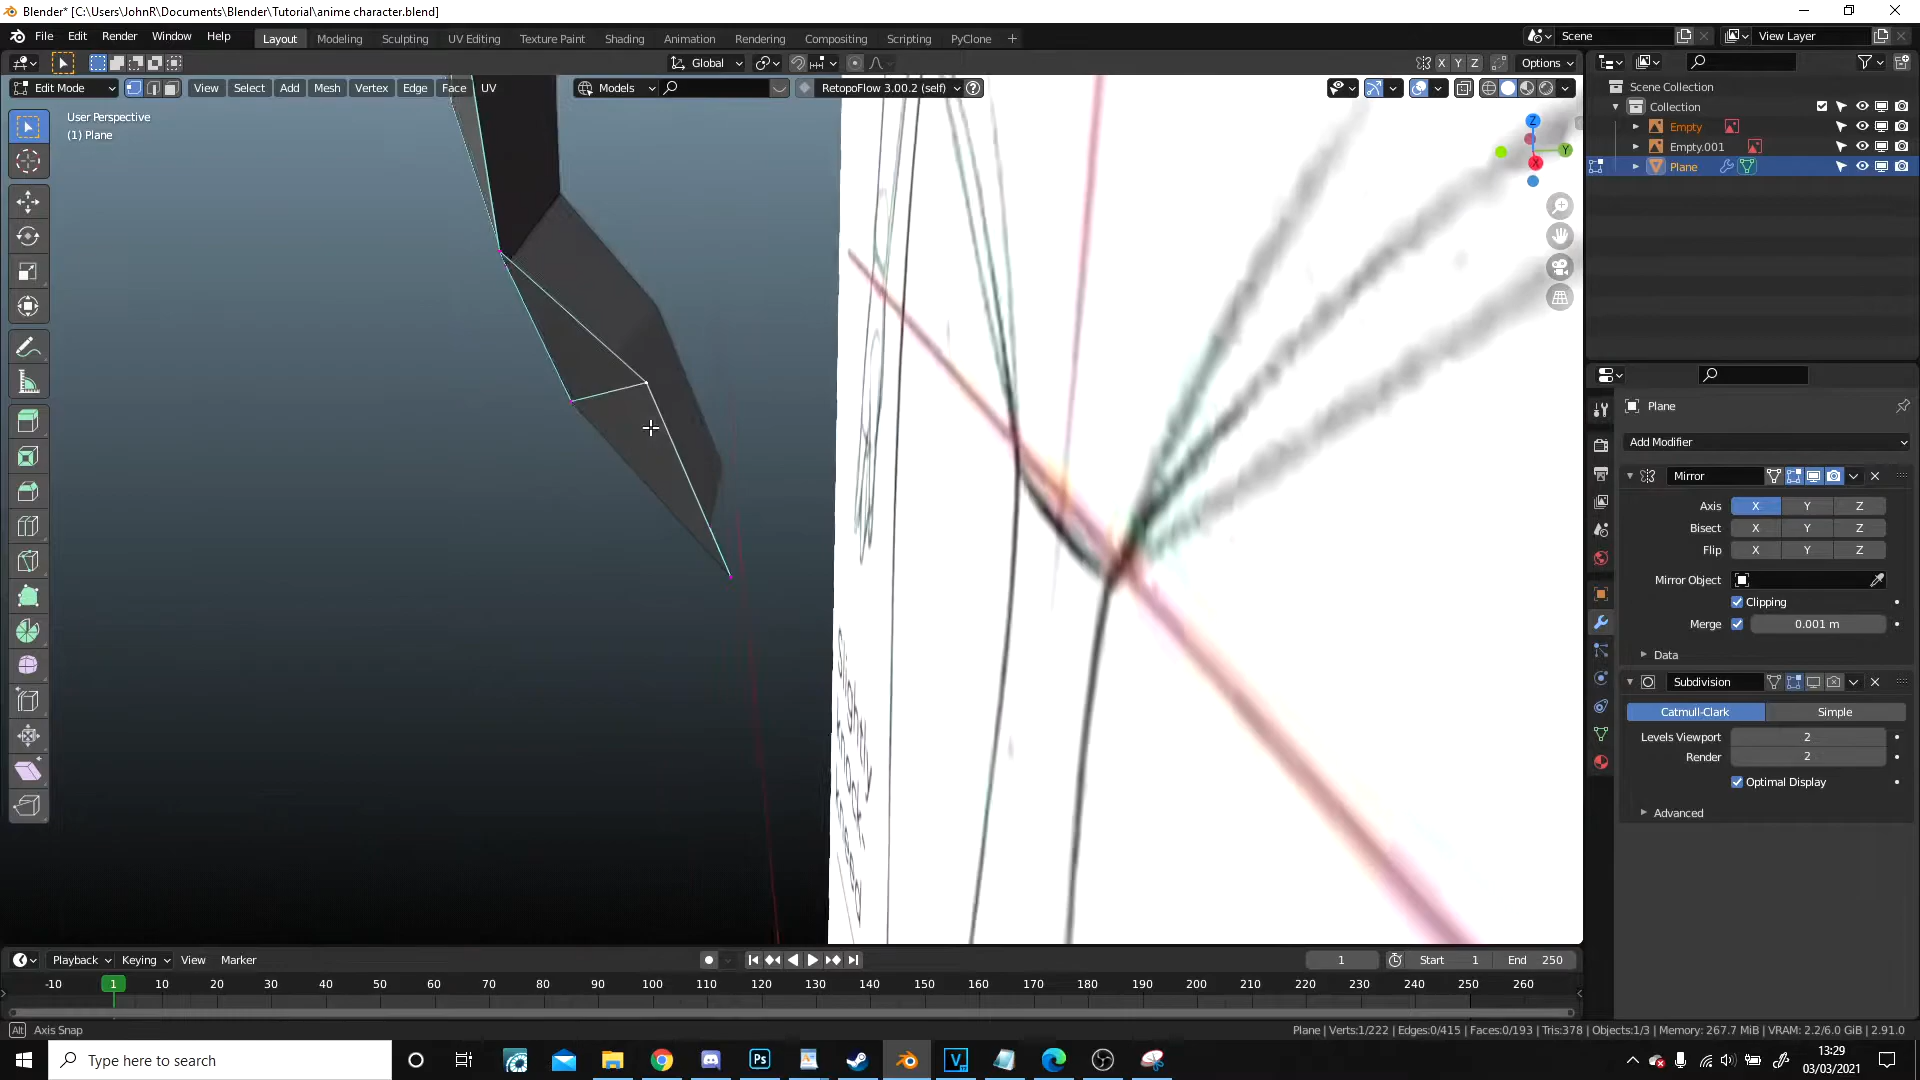 Blender* [C:\Users\JohnR\Documents\Blender\Tutorial\anime character.blend]
File Edit Render Window Help Layout Modeling Sculpting UV Editing Texture Paint Shading Animation Rendering Compositing Scripting PyClone + Scene View Layer
Global X Y Z Options
Edit Mode View Select Add Mesh Vertex Edge Face UV Models RetopoFlow 3.00.2 (self)
User Perspective
(1) Plane
Z
Y
X
Scene Collection
Collection
Empty
Empty.001
Plane
Plane
Add Modifier
Mirror
Axis X Y Z
Bisect X Y Z
Flip X Y Z
Mirror Object
Clipping
Merge 0.001 m
Data
Subdivision
Catmull-Clark Simple
Levels Viewport 2
Render 2
Optimal Display
Advanced
Slightly
Playback Keying View Marker 1 Start 1 End 250
-10 1 10 20 30 40 50 60 70 80 90 100 110 120 130 140 150 160 170 180 190 200 210 220 230 240 250 260
Alt Axis Snap
Plane | Verts:1/222 | Edges:0/415 | Faces:0/193 | Tris:378 | Objects:1/3 | Memory: 267.7 MiB | VRAM: 2.2/6.0 GiB | 2.91.0
Type here to search
Ps
V
13:29
03/03/2021